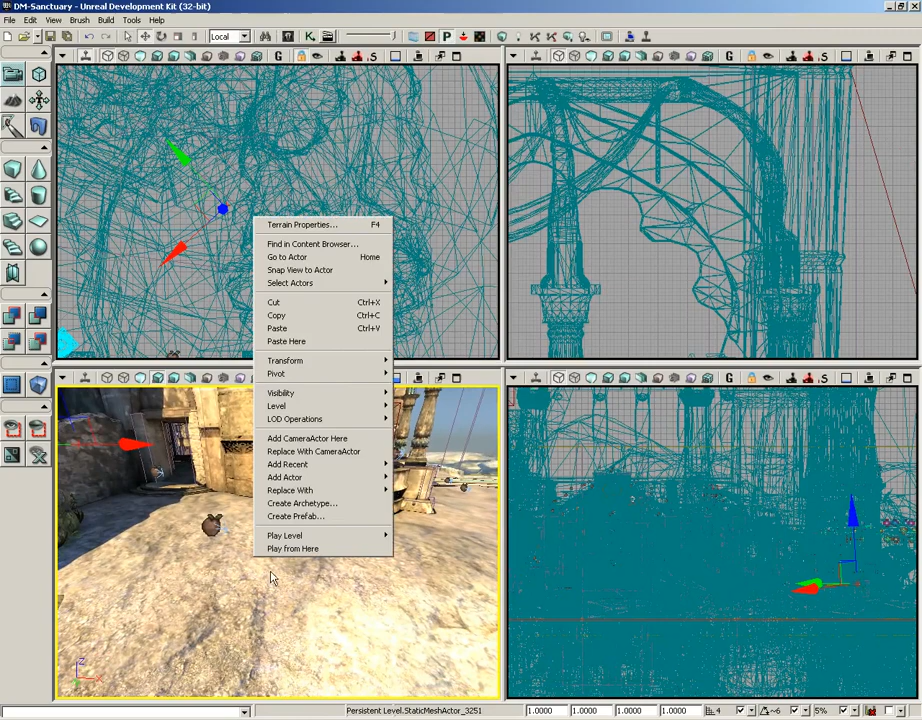 DM-Sanctuary - Unreal Development Kit (32-bit)
File Edit View Brush Build Tools Help
Local
P
G
G
.S
.S
Terrain Properties... F4
Find in Content Browser...
Go to Actor Home
Snap View to Actor
Select Actors
Cut Ctrl+X
Copy Ctrl+C
Paste Ctrl+V
Paste Here
Transform
Pivot
Visibility
Level
LOD Operations
Add CameraActor Here
Replace With CameraActor
Add Recent
Add Actor
Replace With
Create Archetype...
Create Prefab...
Play Level
Play from Here
G
.S
Z
Persistent Level.StaticMeshActor_3251 1.0000 1.0000 1.0000 1.0000 4 ~6 5%